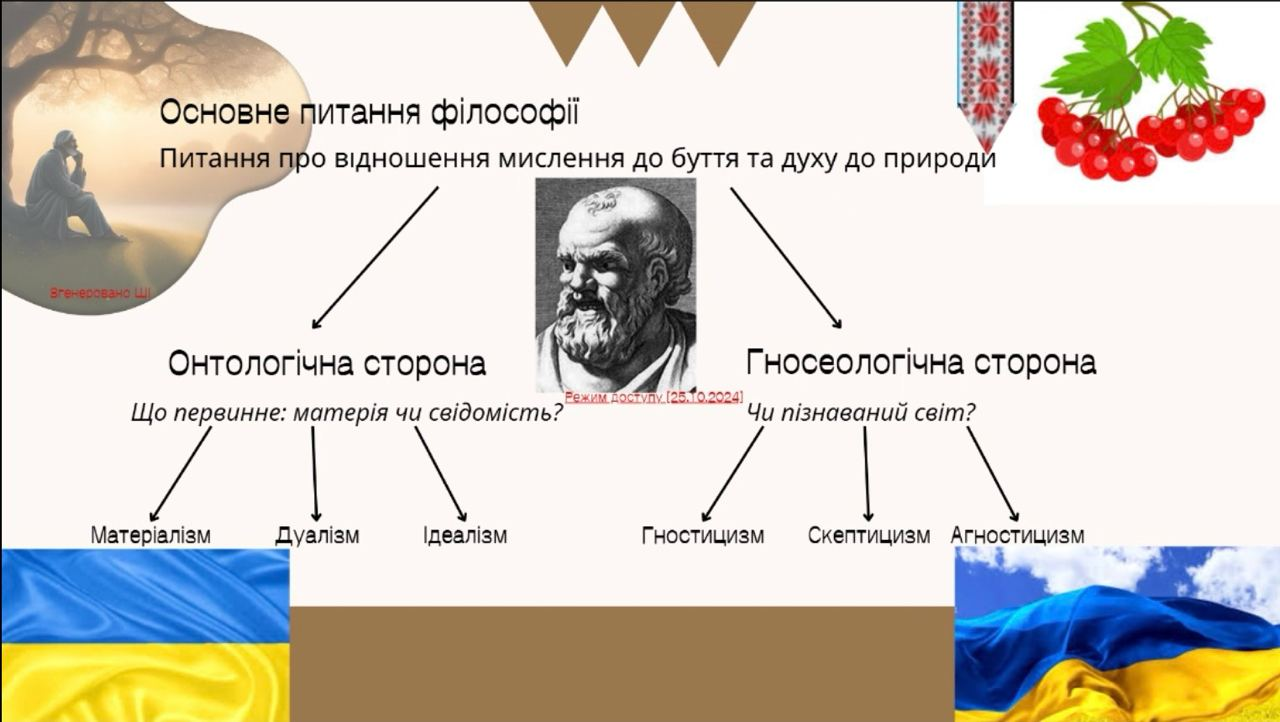 Основне питання філософії
Питання про відношення мислення до буття та духу до природи
Вгенеровано ШІ
Онтологічна сторона
Гносеологічна сторона
Режим доступу [25.10.2024]
Що первинне: матерія чи свідомість?
Чи пізнаваний світ?
Матеріалізм
Дуалізм
Ідеалізм
Гностицизм
Скептицизм
Агностицизм